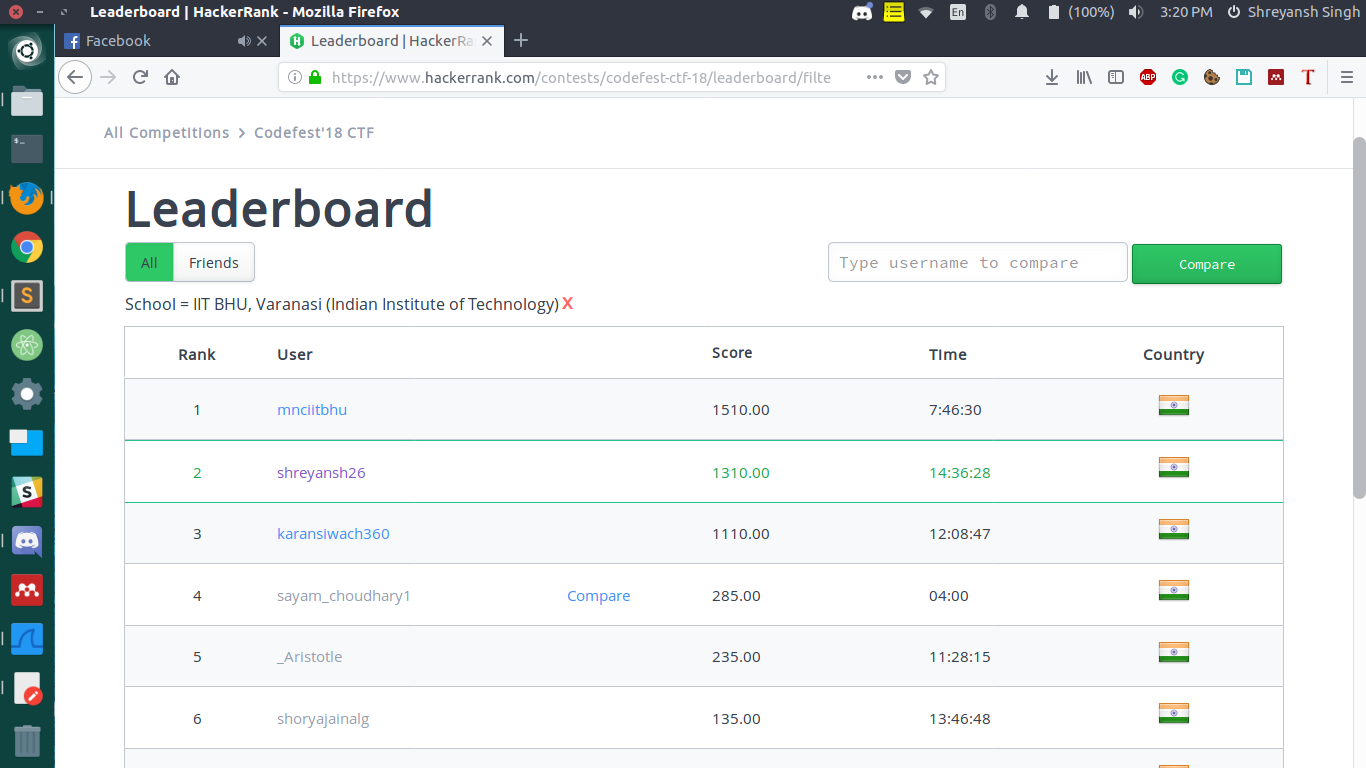 Leaderboard | HackerRank - Mozilla Firefox
En (100%) 3:20 PM Shreyansh Singh
Facebook
Leaderboard | HackerRa
https://www.hackerrank.com/contests/codefest-ctf-18/leaderboard/filte
ABP
T
All Competitions > Codefest'18 CTF
Leaderboard
All Friends Type username to compare Compare
School = IIT BHU, Varanasi (Indian Institute of Technology) X
Rank User Score Time Country
1 mnciitbhu 1510.00 7:46:30
2 shreyansh26 1310.00 14:36:28
3 karansiwach360 1110.00 12:08:47
4 sayam_choudhary1 Compare 285.00 04:00
5 _Aristotle 235.00 11:28:15
6 shoryajainalg 135.00 13:46:48